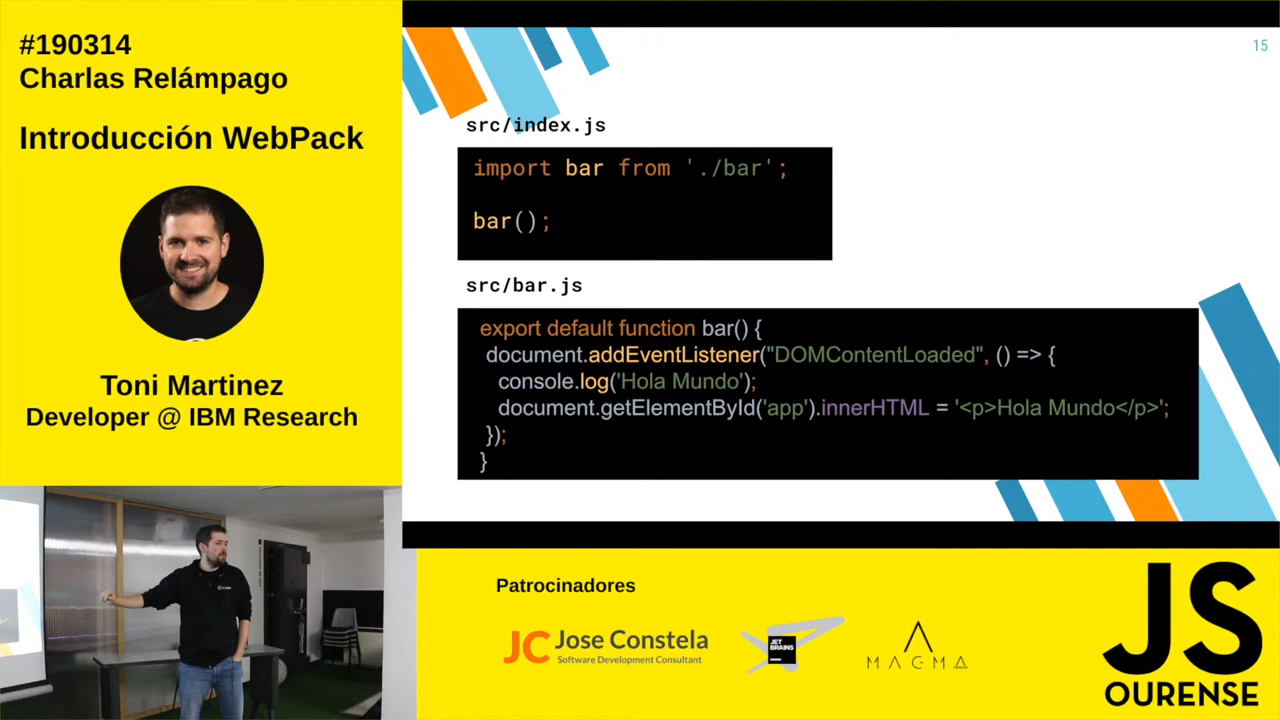 #190314
Charlas Relámpago
Introducción WebPack
Toni Martinez
Developer @ IBM Research
15
src/index.js
import bar from './bar';
bar();
src/bar.js
export default function bar() {
document.addEventListener("DOMContentLoaded", () => {
console.log('Hola Mundo');
document.getElementById('app').innerHTML = '<p>Hola Mundo</p>';
});
}
Patrocinadores
JC Jose Constela
Software Development Consultant
JET
BRAINS
MAGMA
JS
OURENSE